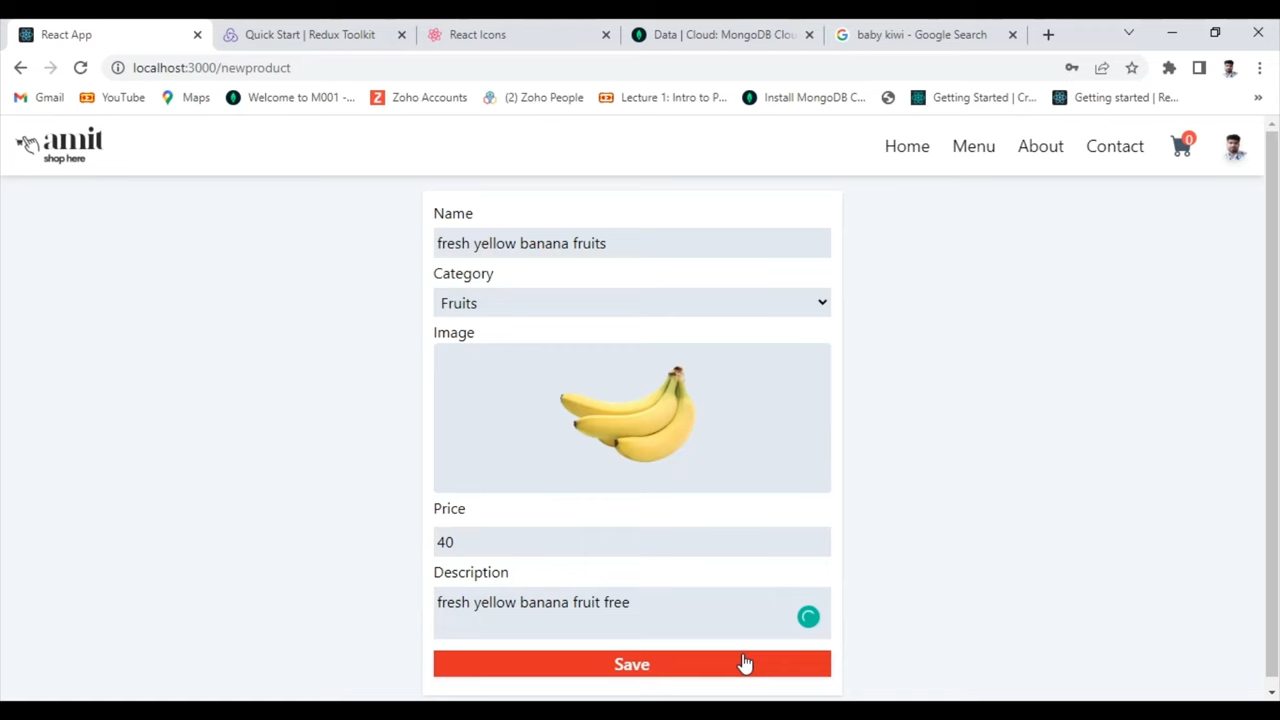 React App
Quick Start | Redux Toolkit
React Icons
Data | Cloud: MongoDB Clou
baby kiwi - Google Search
localhost:3000/newproduct
Gmail
YouTube
Maps
Welcome to M001 -...
Zoho Accounts
(2) Zoho People
Lecture 1: Intro to P...
Install MongoDB C...
Getting Started | Cr...
Getting started | Re...
»
amit
shop here
Home
Menu
About
Contact
0
Name
fresh yellow banana fruits
Category
Fruits
Image
Price
40
Description
fresh yellow banana fruit free
Save